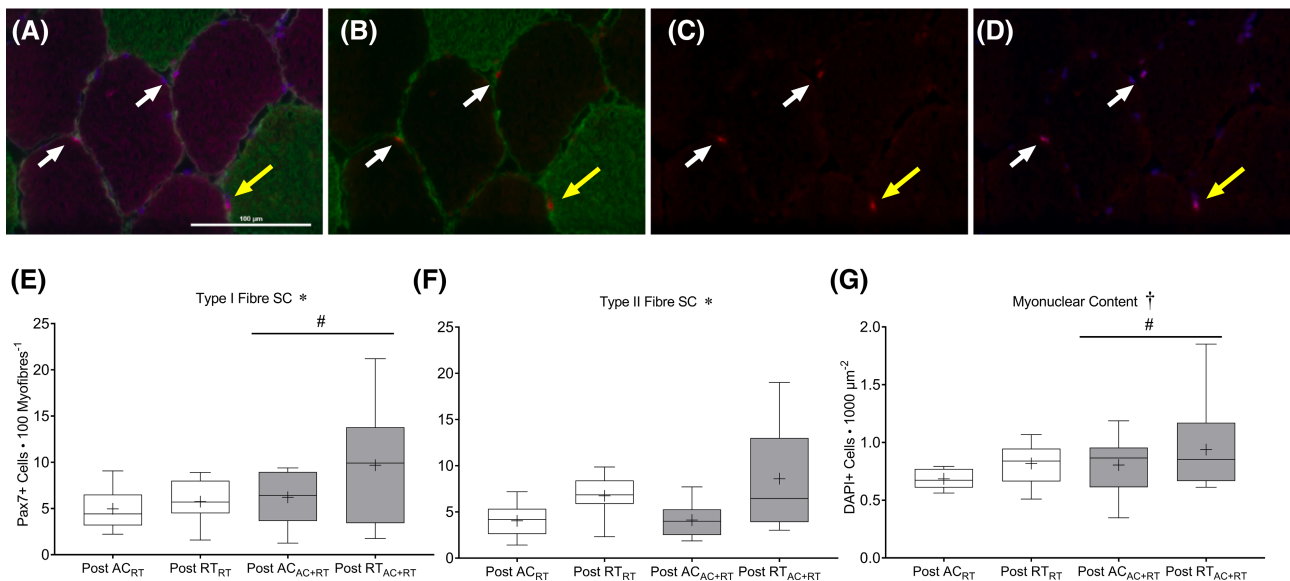 (A)
(B)
(C)
(D)
100 µm
(E)
Type I Fibre SC *
#
Pax7+ Cells • 100 Myofibres⁻¹
25
20
15
10
5
0
Post AC_RT
Post RT_RT
Post AC_AC+RT
Post RT_AC+RT
(F)
Type II Fibre SC *
25
20
15
10
5
0
Post AC_RT
Post RT_RT
Post AC_AC+RT
Post RT_AC+RT
(G)
Myonuclear Content †
#
DAPI+ Cells • 1000 µm⁻²
2.0
1.5
1.0
0.5
0.0
Post AC_RT
Post RT_RT
Post AC_AC+RT
Post RT_AC+RT